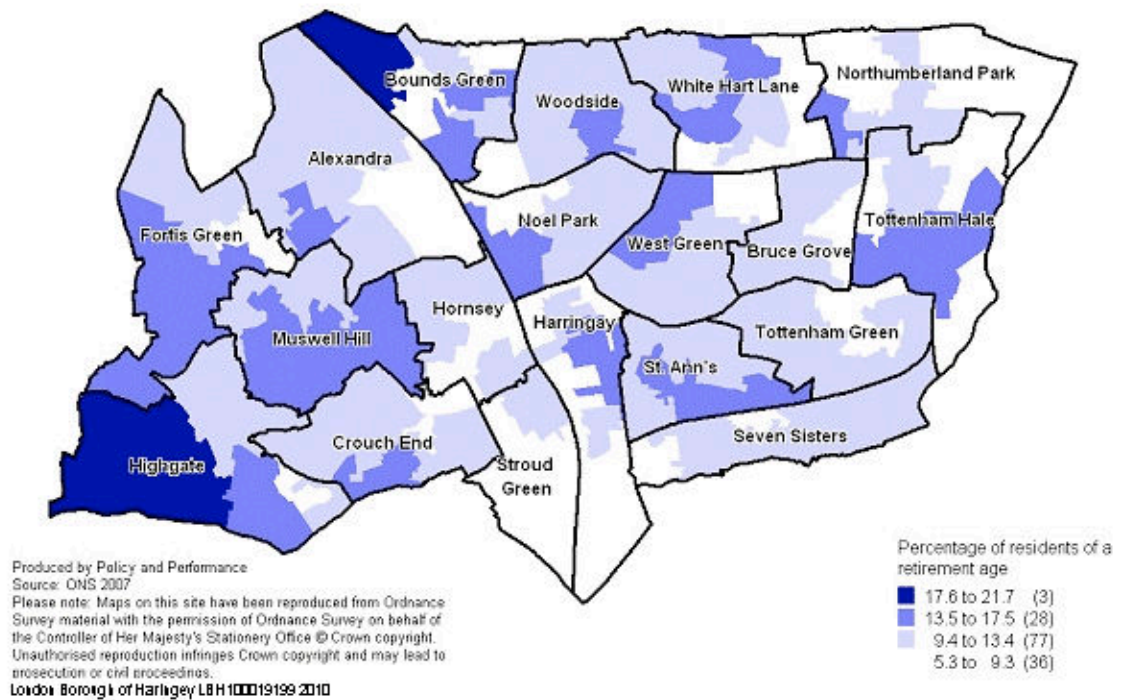 Bounds Green
White Hart Lane
Northumberland Park
Woodside
Alexandra
Noel Park
Tottenham Hale
Fortis Green
West Green
Bruce Grove
Hornsey
Harringay
Muswell Hill
Tottenham Green
St. Ann's
Crouch End
Seven Sisters
Highgate
Stroud
Green
Percentage of residents of a
retirement age
17.6 to 21.7 (3)
13.5 to 17.5 (28)
9.4 to 13.4 (77)
5.3 to 9.3 (36)
Produced by Policy and Performance
Source: ONS 2007
Please note: Maps on this site have been reproduced from Ordnance
Survey material with the permission of Ordnance Survey on behalf of
the Controller of Her Majesty's Stationery Office © Crown copyright.
Unauthorised reproduction infringes Crown copyright and may lead to
prosecution or civil proceedings.
London Borough of Haringey LBH 100019199 2010